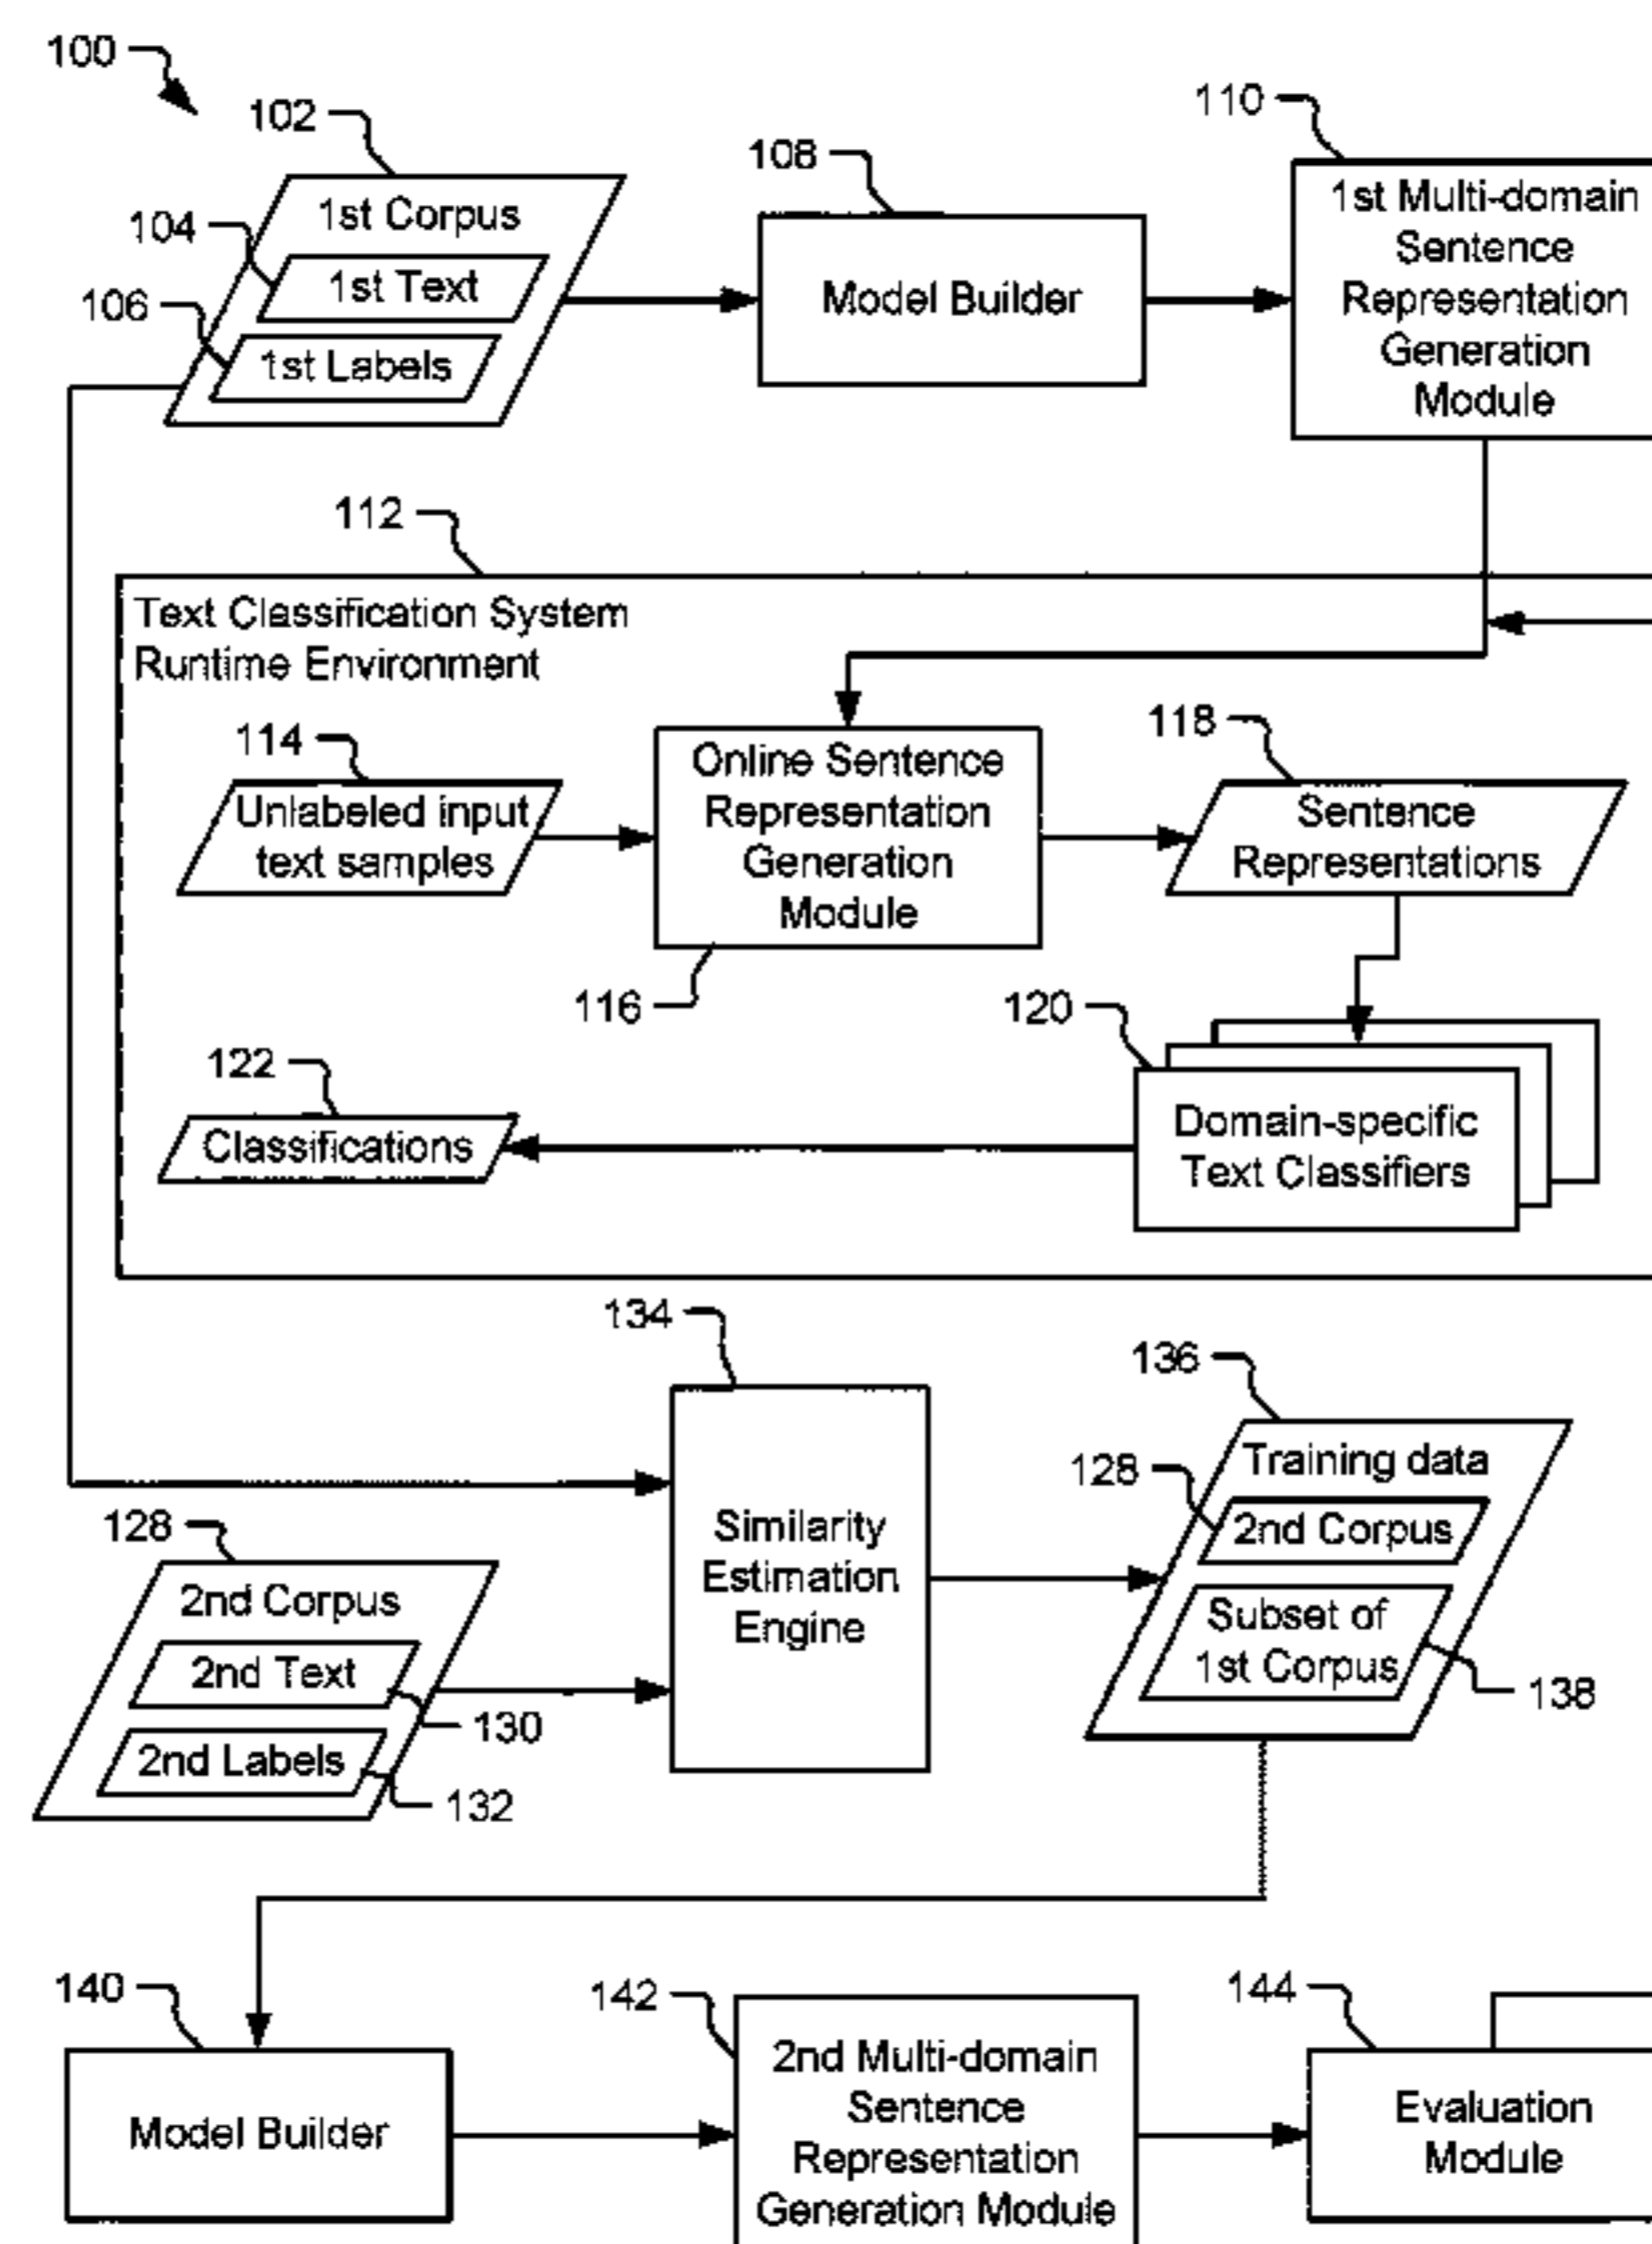 100
102
110
108
1st Corpus
104
1st Text
106
1st Labels
Model Builder
1st Multi-domain
Sentence
Representation
Generation
Module
112
Text Classification System
Runtime Environment
114
Unlabeled input
text samples
Online Sentence
Representation
Generation
Module
116
118
Sentence
Representations
120
Domain-specific
Text Classifiers
122
Classifications
134
Similarity
Estimation
Engine
136
Training data
128
2nd Corpus
Subset of
1st Corpus
138
128
2nd Corpus
2nd Text
130
2nd Labels
132
140
Model Builder
142
2nd Multi-domain
Sentence
Representation
Generation Module
144
Evaluation
Module